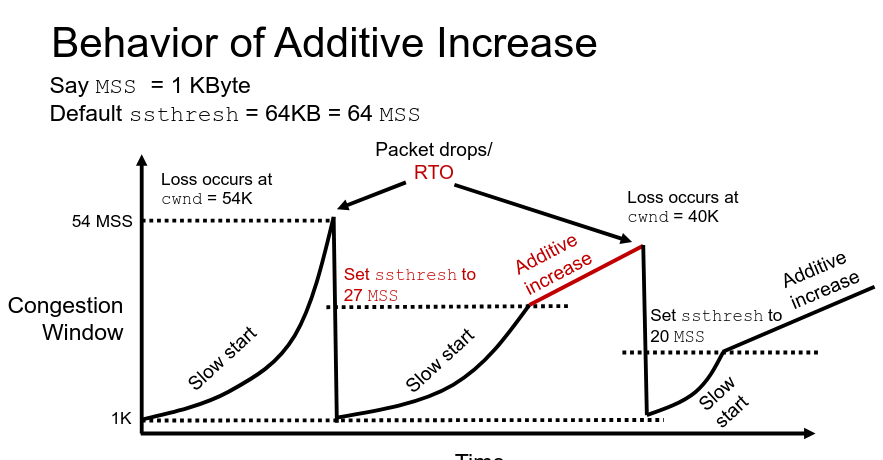 Behavior of Additive Increase
Say MSS = 1 KByte
Default ssthresh = 64KB = 64 MSS
Packet drops/
RTO
Loss occurs at
cwnd = 54K
Loss occurs at
cwnd = 40K
54 MSS
Additive
increase
Additive
increase
Set ssthresh to
27 MSS
Congestion
Window
Set ssthresh to
20 MSS
Slow start
Slow start
Slow
start
1K
Time